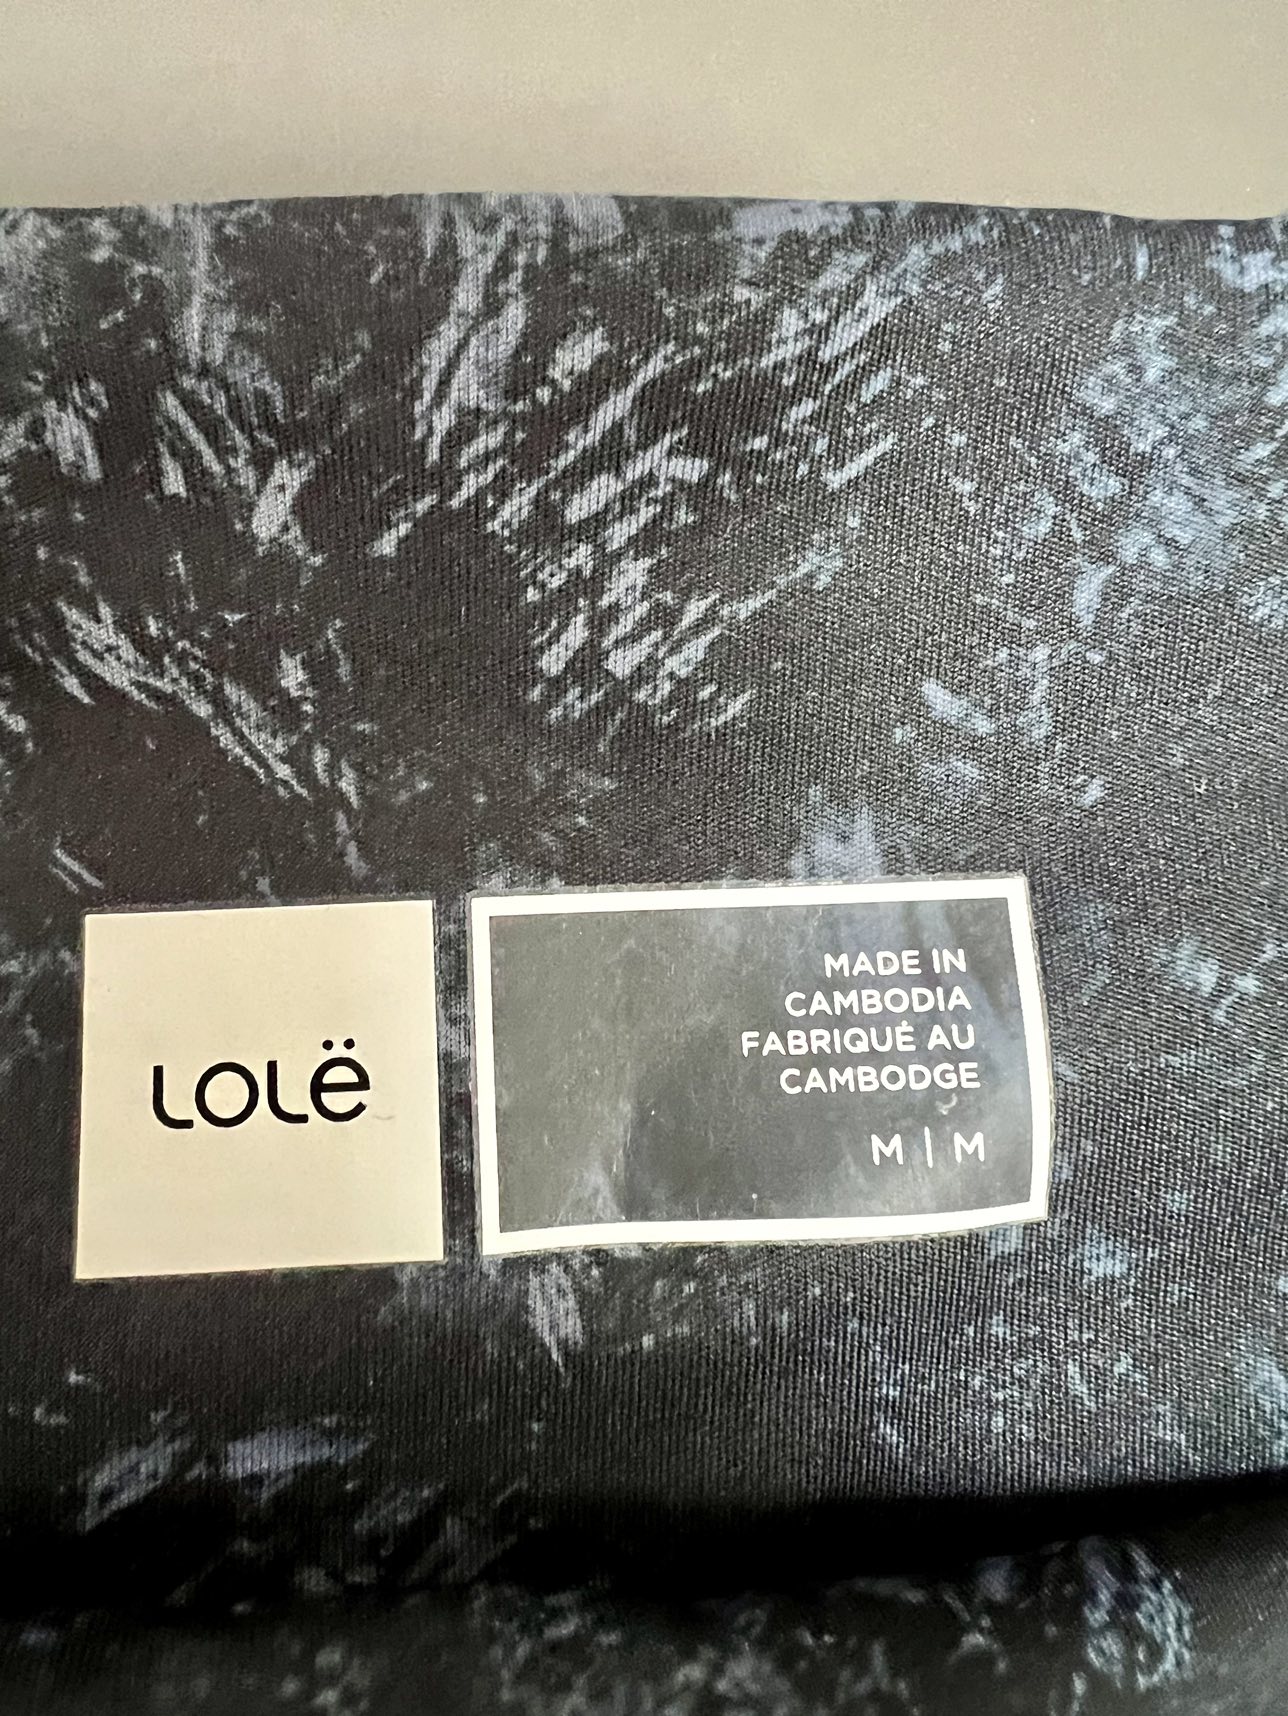 Lolë
MADE IN
CAMBODIA
FABRIQUÉ AU
CAMBODGE
M | M